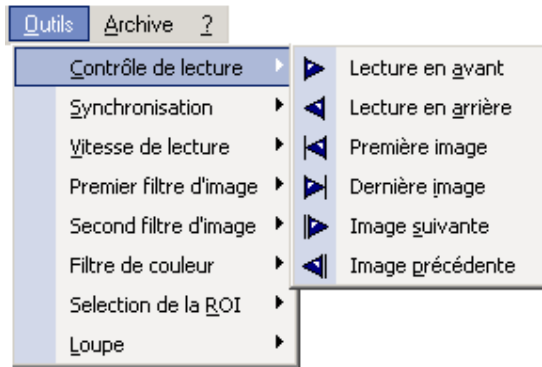 Outils Archive ?
Contrôle de lecture
Synchronisation
Vitesse de lecture
Premier filtre d'image
Second filtre d'image
Filtre de couleur
Selection de la ROI
Loupe
Lecture en avant
Lecture en arrière
Première image
Dernière image
Image suivante
Image précédente